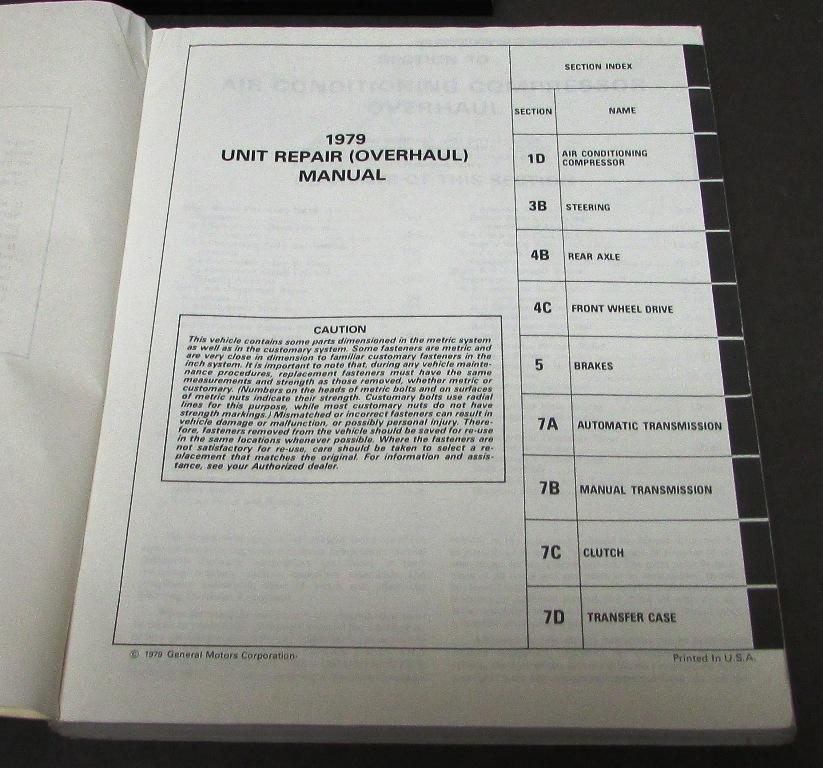 1979
UNIT REPAIR (OVERHAUL)
MANUAL
CAUTION
This vehicle contains some parts dimensioned in the metric system
as well as in the customary system. Some fasteners are metric and
are very close in dimension to familiar customary fasteners in the
inch system. It is important to note that, during any vehicle mainte-
nance procedures, replacement fasteners must have the same
measurements and strength as those removed, whether metric or
customary. (Numbers on the heads of metric bolts and on surfaces
of metric nuts indicate their strength. Customary bolts use radial
lines for this purpose, while most customary nuts do not have
strength markings.) Mismatched or incorrect fasteners can result in
vehicle damage or malfunction, or possibly personal injury. There-
fore, fasteners removed from the vehicle should be saved for re-use
in the same locations whenever possible. Where the fasteners are
not satisfactory for re-use, care should be taken to select a re-
placement that matches the original. For information and assis-
tance, see your Authorized dealer.
SECTION INDEX
SECTION NAME
1D AIR CONDITIONING
COMPRESSOR
3B STEERING
4B REAR AXLE
4C FRONT WHEEL DRIVE
5 BRAKES
7A AUTOMATIC TRANSMISSION
7B MANUAL TRANSMISSION
7C CLUTCH
7D TRANSFER CASE
© 1979 General Motors Corporation
Printed In U.S.A.
SECTION 1D
AIR CONDITIONING COMPRESSOR
OVERHAUL